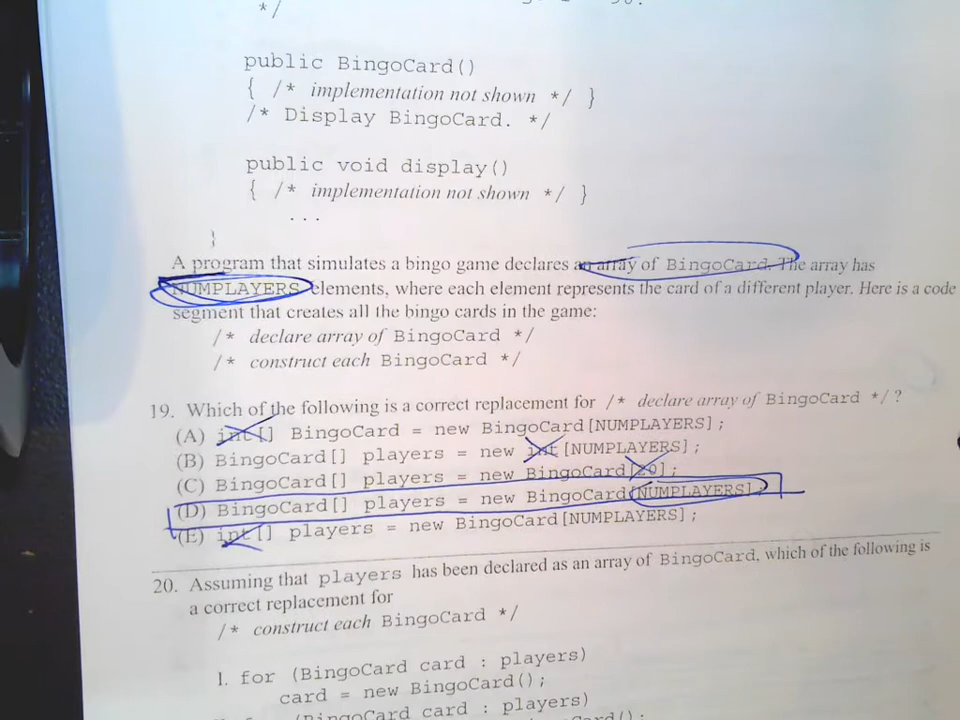 */
public BingoCard()
{ /* implementation not shown */ }
/* Display BingoCard. */
public void display()
{ /* implementation not shown */ }
...
}
A program that simulates a bingo game declares an array of BingoCard. The array has
NUMPLAYERS elements, where each element represents the card of a different player. Here is a code
segment that creates all the bingo cards in the game:
/* declare array of BingoCard */
/* construct each BingoCard */
19. Which of the following is a correct replacement for /* declare array of BingoCard */ ?
(A) int[] BingoCard = new BingoCard[NUMPLAYERS];
(B) BingoCard[] players = new int[NUMPLAYERS];
(C) BingoCard[] players = new BingoCard[20];
(D) BingoCard[] players = new BingoCard[NUMPLAYERS];
(E) int[] players = new BingoCard[NUMPLAYERS];
20. Assuming that players has been declared as an array of BingoCard, which of the following is
a correct replacement for
/* construct each BingoCard */
I. for (BingoCard card : players)
card = new BingoCard();
(BingoCard card : players)